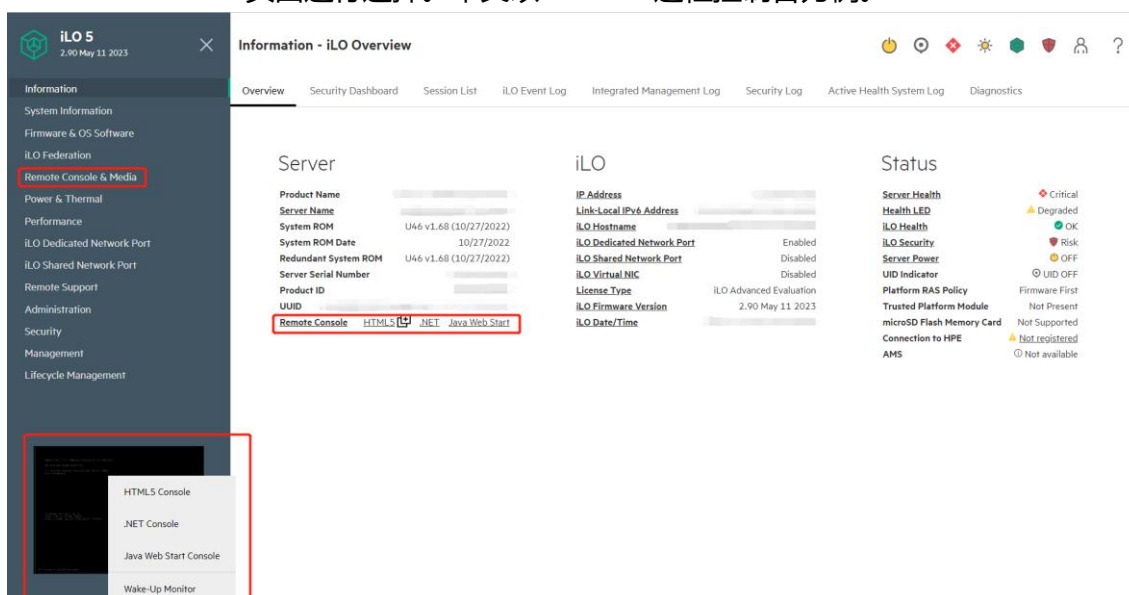 iLO 5
2.90 May 11 2023
Information - iLO Overview
Information
System Information
Firmware & OS Software
iLO Federation
Remote Console & Media
Power & Thermal
Performance
iLO Dedicated Network Port
iLO Shared Network Port
Remote Support
Administration
Security
Management
Lifecycle Management
Overview Security Dashboard Session List iLO Event Log Integrated Management Log Security Log Active Health System Log Diagnostics
Server
Product Name
Server Name
System ROM U46 v1.68 (10/27/2022)
System ROM Date 10/27/2022
Redundant System ROM U46 v1.68 (10/27/2022)
Server Serial Number
Product ID
UUID
Remote Console HTML5 .NET Java Web Start
iLO
IP Address
Link-Local IPv6 Address
iLO Hostname
iLO Dedicated Network Port Enabled
iLO Shared Network Port Disabled
iLO Virtual NIC Disabled
License Type iLO Advanced Evaluation
iLO Firmware Version 2.90 May 11 2023
iLO Date/Time
Status
Server Health Critical
Health LED Degraded
iLO Health OK
iLO Security Risk
Server Power OFF
UID Indicator UID OFF
Platform RAS Policy Firmware First
Trusted Platform Module Not Present
microSD Flash Memory Card Not Supported
Connection to HPE Not registered
AMS Not available
HTML5 Console
.NET Console
Java Web Start Console
Wake-Up Monitor